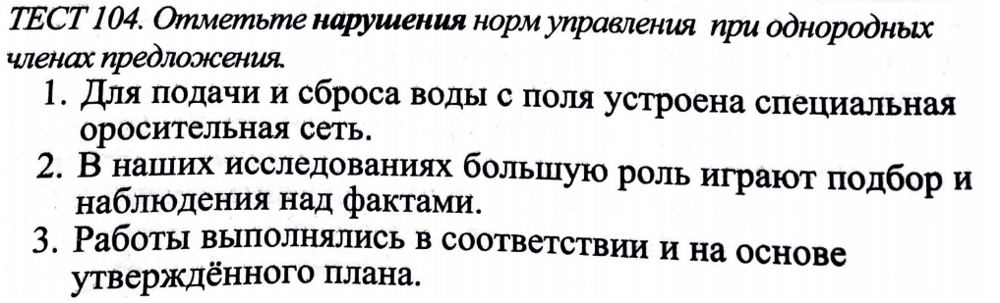 ТЕСТ 104. Отметьте нарушения норм управления при однородных
членах предложения.
1. Для подачи и сброса воды с поля устроена специальная
оросительная сеть.
2. В наших исследованиях большую роль играют подбор и
наблюдения над фактами.
3. Работы выполнялись в соответствии и на основе
утверждённого плана.